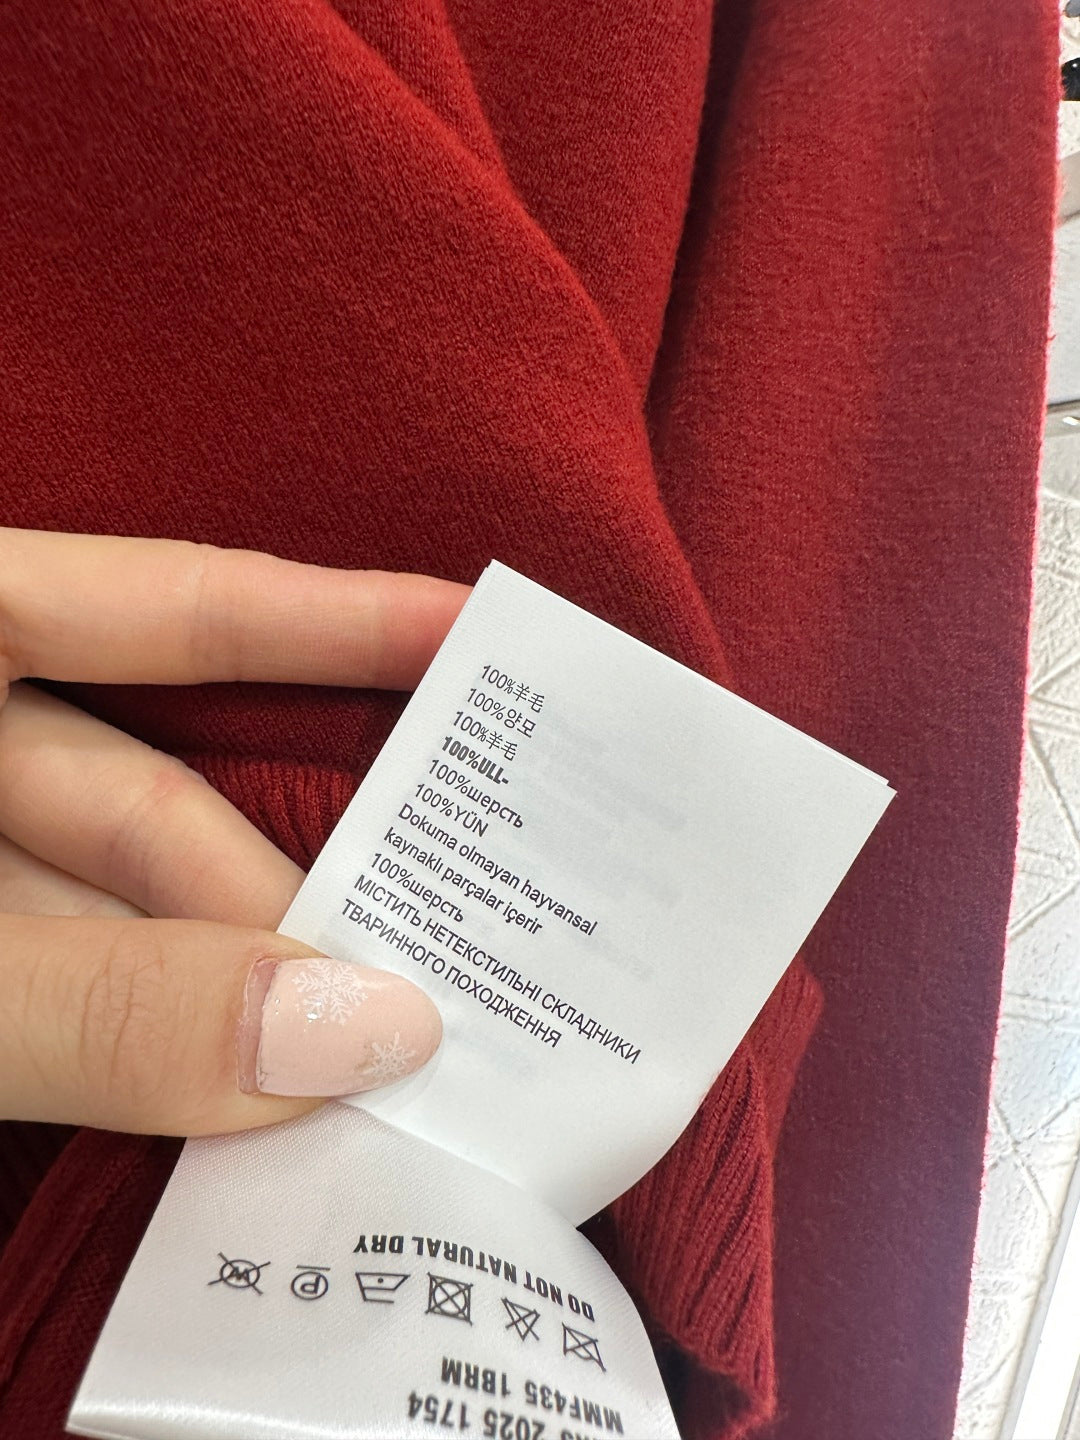 100%羊毛
100%양모
100%羊毛
100%ULL-
100%шерсть
100%YÜN
Dokuma olmayan hayvansal
kaynaklı parçalar içerir
100%шерсть
МІСТИТЬ НЕТЕКСТИЛЬНІ СКЛАДНИКИ
ТВАРИННОГО ПОХОДЖЕННЯ
2025 1754
MMF435 1BRM
DO NOT NATURAL DRY